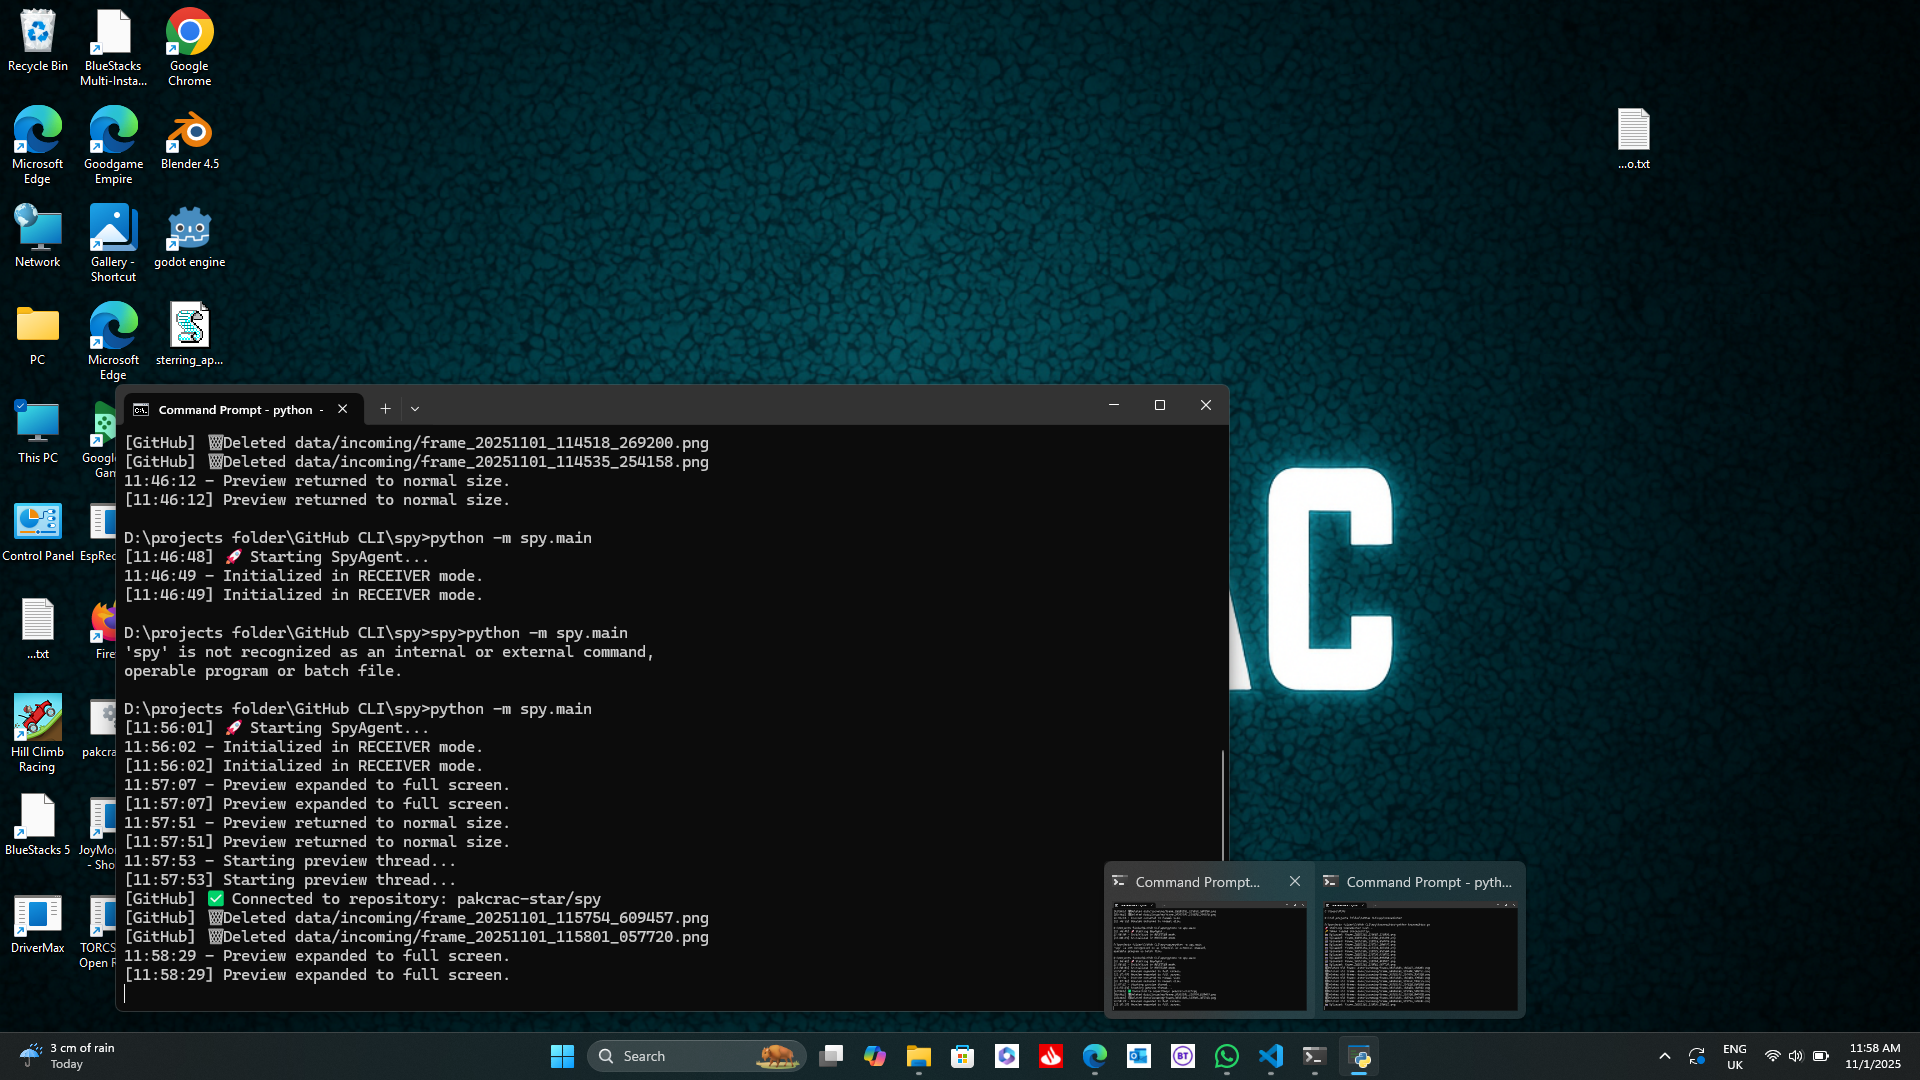 Recycle Bin
BlueStacks
Multi-Insta...
Google
Chrome
Microsoft
Edge
Goodgame
Empire
Blender 4.5
Network
Gallery -
Shortcut
godot engine
PC
Microsoft
Edge
sterring_ap...
This PC
Control Panel
...txt
Hill Climb
Racing
BlueStacks 5
DriverMax
...o.txt
Command Prompt - python -
[GitHub] 🗑️Deleted data/incoming/frame_20251101_114518_269200.png
[GitHub] 🗑️Deleted data/incoming/frame_20251101_114535_254158.png
11:46:12 - Preview returned to normal size.
[11:46:12] Preview returned to normal size.
D:\projects folder\GitHub CLI\spy>python -m spy.main
[11:46:48] 🚀 Starting SpyAgent...
11:46:49 - Initialized in RECEIVER mode.
[11:46:49] Initialized in RECEIVER mode.
D:\projects folder\GitHub CLI\spy>spy>python -m spy.main
'spy' is not recognized as an internal or external command,
operable program or batch file.
D:\projects folder\GitHub CLI\spy>python -m spy.main
[11:56:01] 🚀 Starting SpyAgent...
11:56:02 - Initialized in RECEIVER mode.
[11:56:02] Initialized in RECEIVER mode.
11:57:07 - Preview expanded to full screen.
[11:57:07] Preview expanded to full screen.
11:57:51 - Preview returned to normal size.
[11:57:51] Preview returned to normal size.
11:57:53 - Starting preview thread...
[11:57:53] Starting preview thread...
[GitHub] ✅ Connected to repository: pakcrac-star/spy
[GitHub] 🗑️Deleted data/incoming/frame_20251101_115754_609457.png
[GitHub] 🗑️Deleted data/incoming/frame_20251101_115801_057720.png
11:58:29 - Preview expanded to full screen.
[11:58:29] Preview expanded to full screen.
Command Prompt...
Command Prompt - pyth...
3 cm of rain
Today
Search
BT
ENG
UK
11:58 AM
11/1/2025